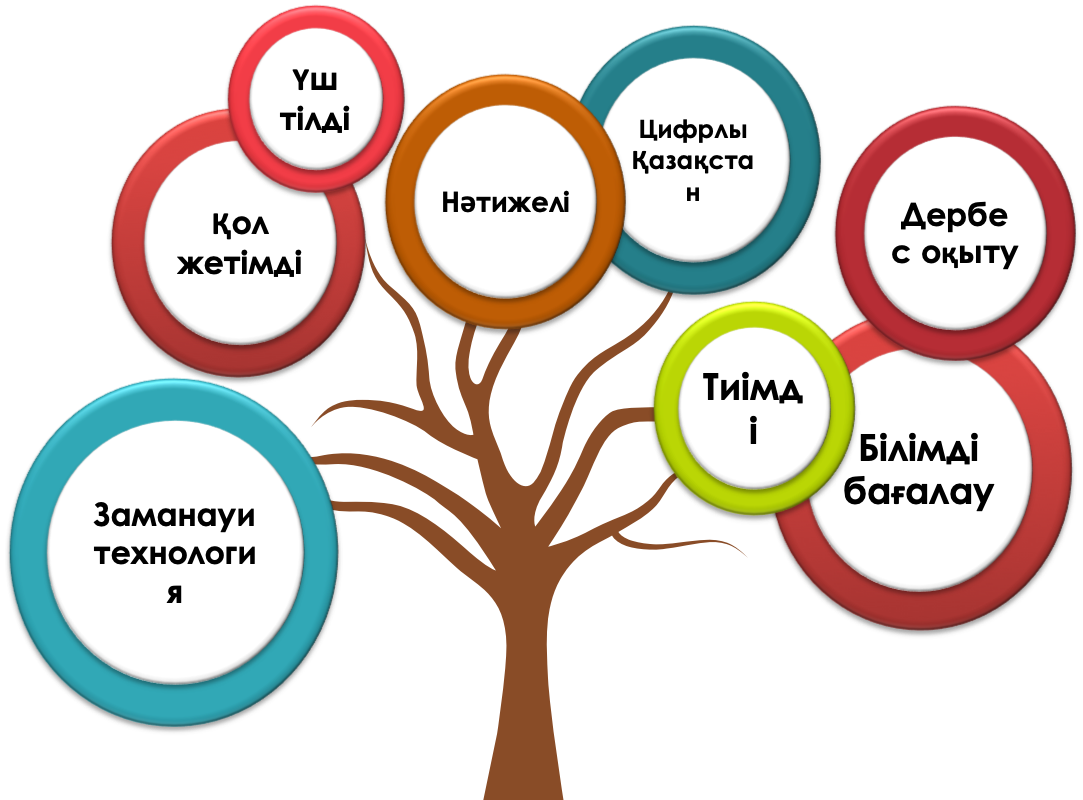 Үш
тілді
Қол
жетімді
Нәтижелі
Цифрлы
Қазақста
н
Дербе
с оқыту
Тиімд
і
Білімді
бағалау
Заманауи
технологи
я